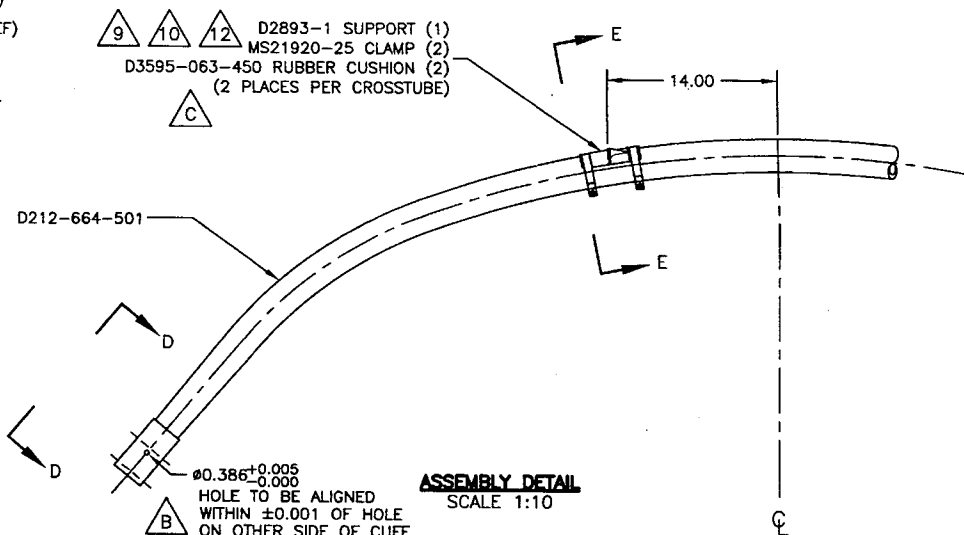 EF)
9 10 12 D2893-1 SUPPORT (1)
MS21920-25 CLAMP (2)
D3595-063-450 RUBBER CUSHION (2)
(2 PLACES PER CROSSTUBE)
C
E
14.00
D212-664-501
E
D
D
⌀0.386 +0.005
-0.000
HOLE TO BE ALIGNED
WITHIN ±0.001 OF HOLE
ON OTHER SIDE OF CUFF
B
ASSEMBLY DETAIL
SCALE 1:10
℄